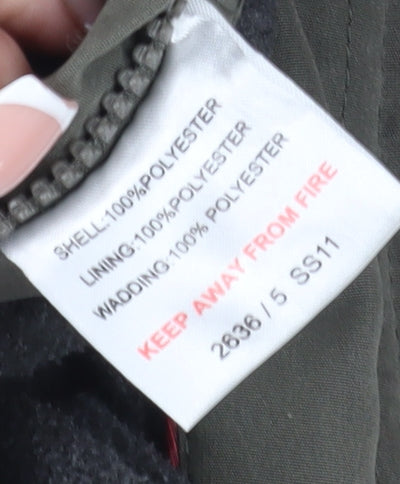 SHELL:100%POLYESTER
LINING:100%POLYESTER
WADDING:100% POLYESTER
KEEP AWAY FROM FIRE
2636 / 5 SS11